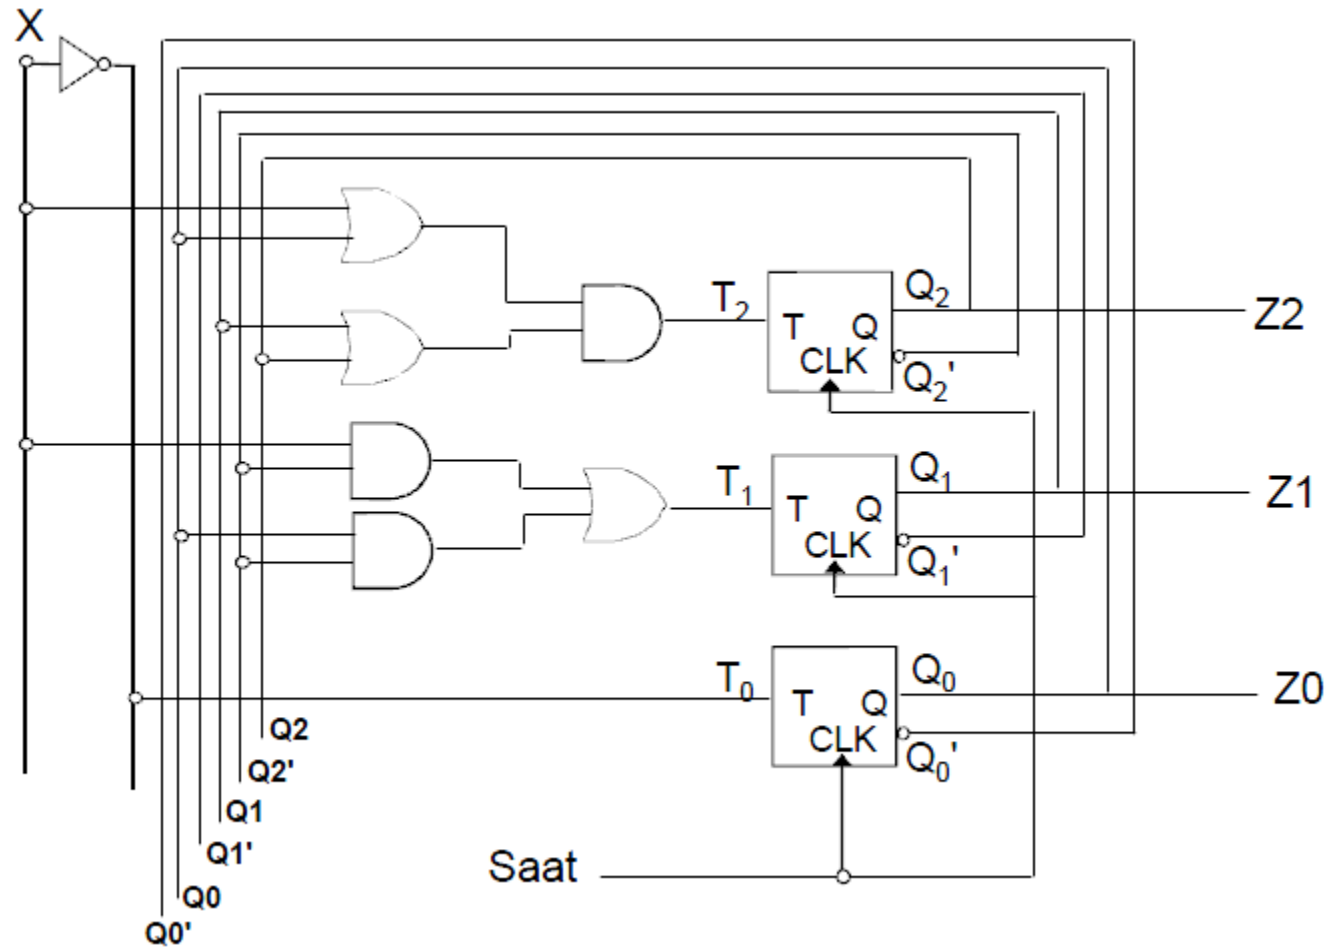 X
T₂
T
Q
CLK
Q₂
Q₂'
Z2
T₁
T
Q
CLK
Q₁
Q₁'
Z1
T₀
T
Q
CLK
Q₀
Q₀'
Z0
Q2
Q2'
Q1
Q1'
Q0
Q0'
Saat